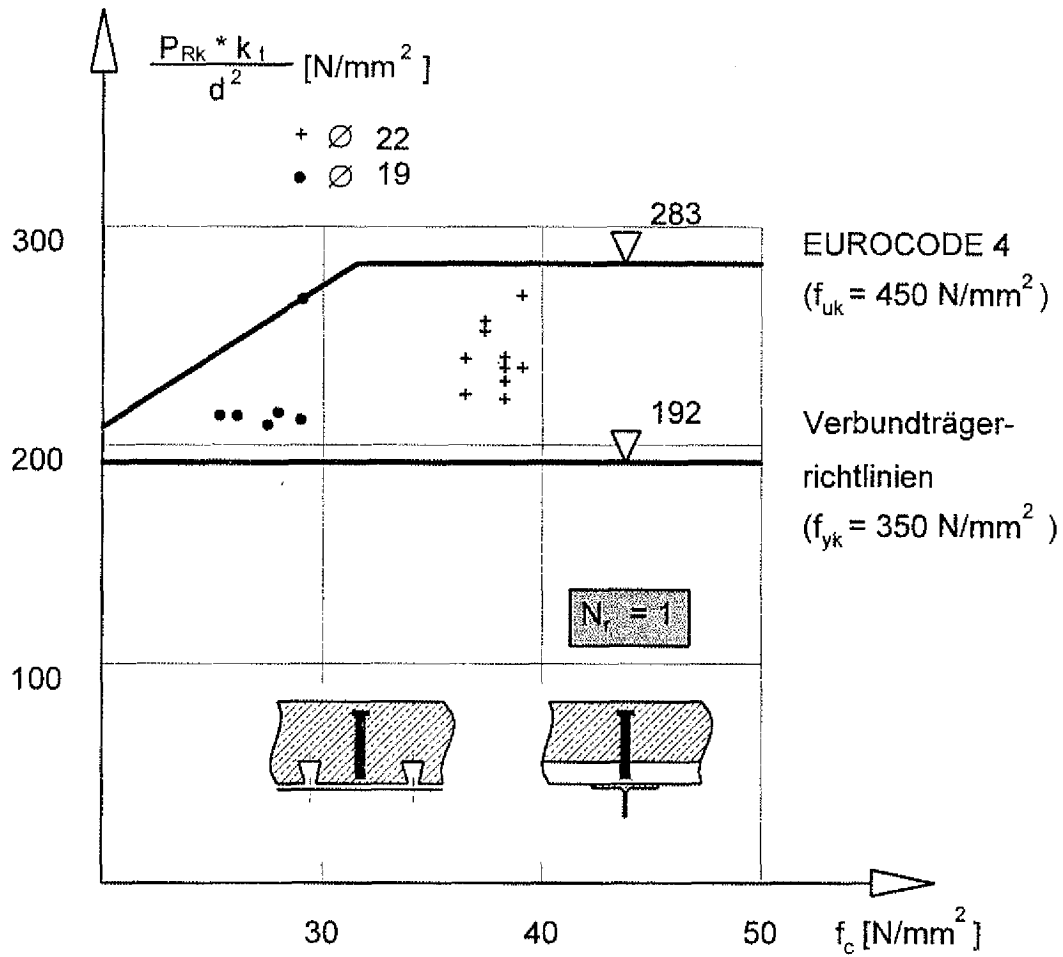 P_Rk * k_t [N/mm²]
d²
+ ∅ 22
• ∅ 19
300
283
EUROCODE 4
(f_uk = 450 N/mm²)
192
Verbundträger-
200
richtlinien
(f_yk = 350 N/mm²)
N_r = 1
100
30 40 50 f_c [N/mm²]